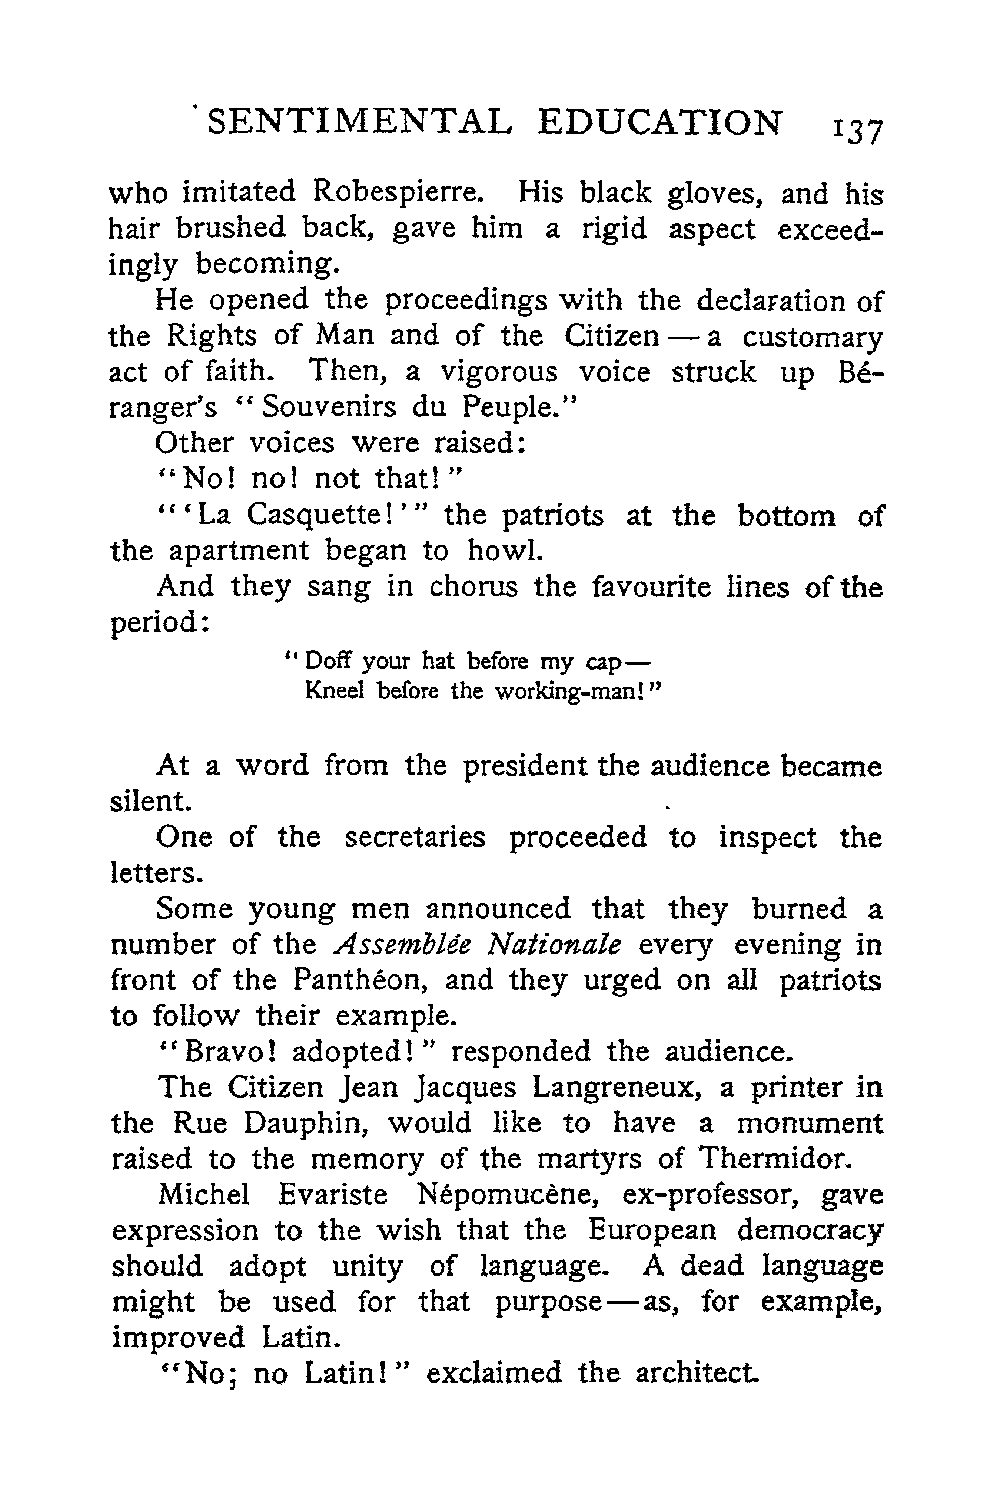 SENTIMENTAL EDUCATION 137
who imitated Robespierre. His black gloves, and his
hair brushed back, gave him a rigid aspect exceed-
ingly becoming.
He opened the proceedings with the declaration of
the Rights of Man and of the Citizen — a customary
act of faith. Then, a vigorous voice struck up Bé-
ranger's “Souvenirs du Peuple.”
Other voices were raised:
“No! no! not that!”
“‘La Casquette!’” the patriots at the bottom of
the apartment began to howl.
And they sang in chorus the favourite lines of the
period:
“Doff your hat before my cap—
Kneel before the working-man!”
At a word from the president the audience became
silent.
One of the secretaries proceeded to inspect the
letters.
Some young men announced that they burned a
number of the Assemblée Nationale every evening in
front of the Panthéon, and they urged on all patriots
to follow their example.
“Bravo! adopted!” responded the audience.
The Citizen Jean Jacques Langreneux, a printer in
the Rue Dauphin, would like to have a monument
raised to the memory of the martyrs of Thermidor.
Michel Evariste Népomucène, ex-professor, gave
expression to the wish that the European democracy
should adopt unity of language. A dead language
might be used for that purpose—as, for example,
improved Latin.
“No; no Latin!” exclaimed the architect.